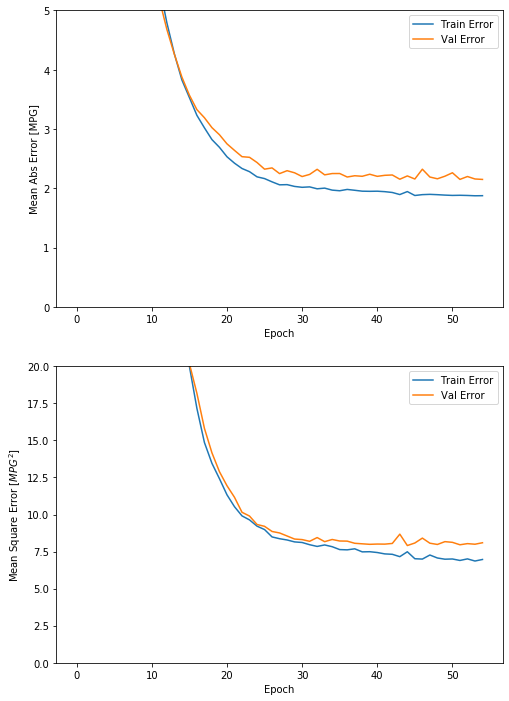 5
4
3
2
1
0
Mean Abs Error [MPG]
Train Error
Val Error
0 10 20 30 40 50
Epoch
20.0
17.5
15.0
12.5
10.0
7.5
5.0
2.5
0.0
Mean Square Error [$MPG^2$]
Train Error
Val Error
0 10 20 30 40 50
Epoch